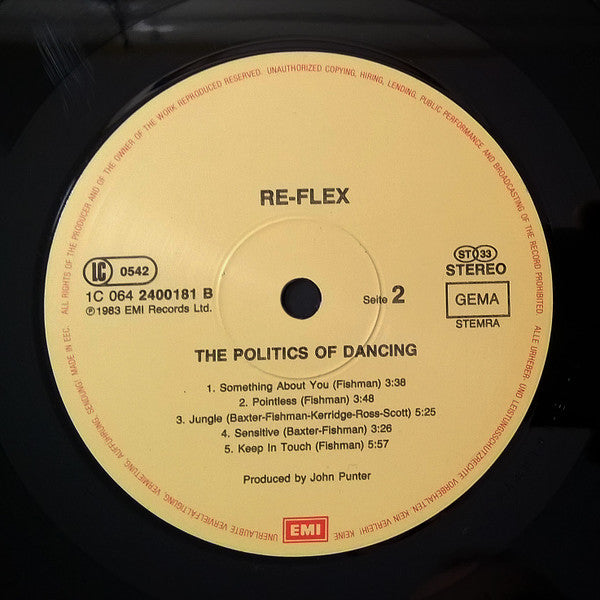 RE-FLEX
LC 0542
1C 064 2400181 B
℗1983 EMI Records Ltd.
ST 33
STEREO
GEMA
STEMRA
Seite 2
THE POLITICS OF DANCING
1. Something About You (Fishman) 3:38
2. Pointless (Fishman) 3:48
3. Jungle (Baxter-Fishman-Kerridge-Ross-Scott) 5:25
4. Sensitive (Baxter-Fishman) 3:26
5. Keep In Touch (Fishman) 5:57
Produced by John Punter
EMI
ALL RIGHTS OF THE PRODUCER AND OF THE OWNER OF THE WORK REPRODUCED RESERVED. UNAUTHORIZED COPYING, HIRING, LENDING, PUBLIC PERFORMANCE AND BROADCASTING OF THE RECORD PROHIBITED. ALLE URHEBER- UND LEISTUNGSSCHUTZRECHTE VORBEHALTEN KEIN VERLEIH! KEINE UNERLAUBTE VERVIELFÄLTIGUNG, VERMIETUNG, AUFFÜHRUNG, SENDUNG! MADE IN EEC.